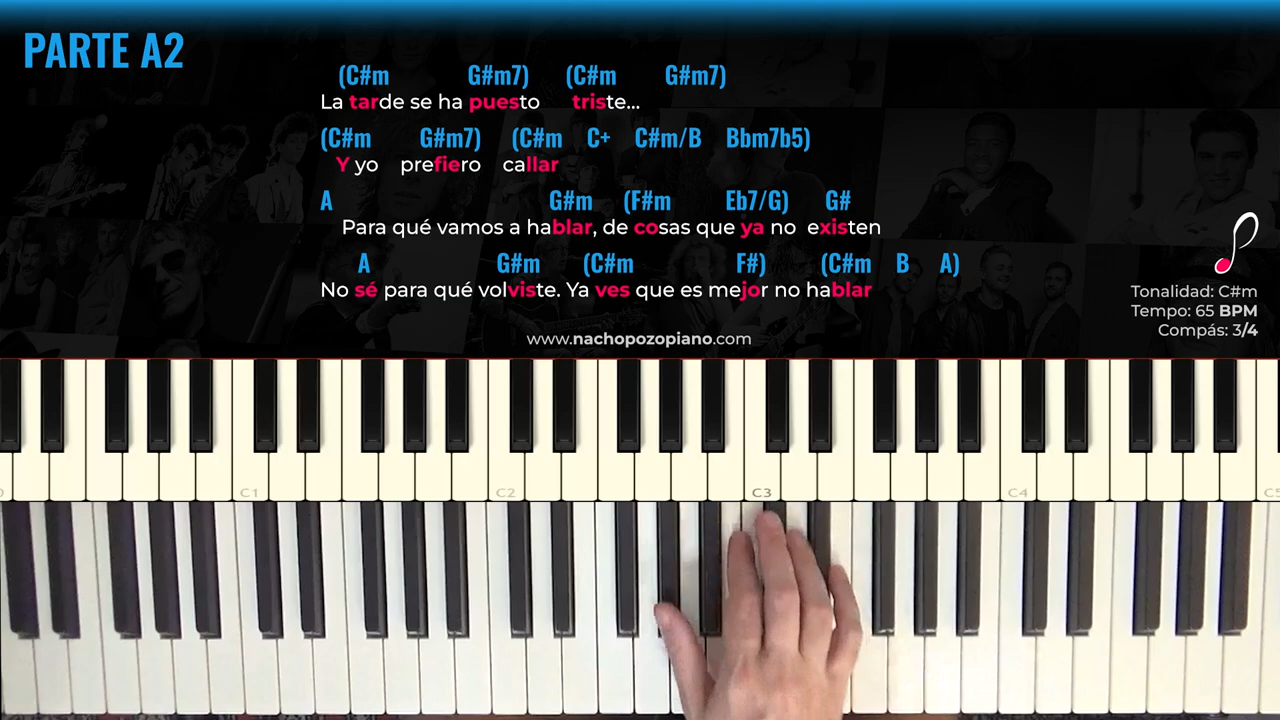 PARTE A2
(C#m G#m7) (C#m G#m7)
La tarde se ha puesto triste...
(C#m G#m7) (C#m C+ C#m/B Bbm7b5)
Y yo prefiero callar
A G#m (F#m Eb7/G) G#
Para qué vamos a hablar, de cosas que ya no existen
A G#m (C#m F#) (C#m B A)
No sé para qué volviste. Ya ves que es mejor no hablar
Tonalidad: C#m
Tempo: 65 BPM
Compás: 3/4
www.nachopozopiano.com
C1 C2 C3 C4 C5